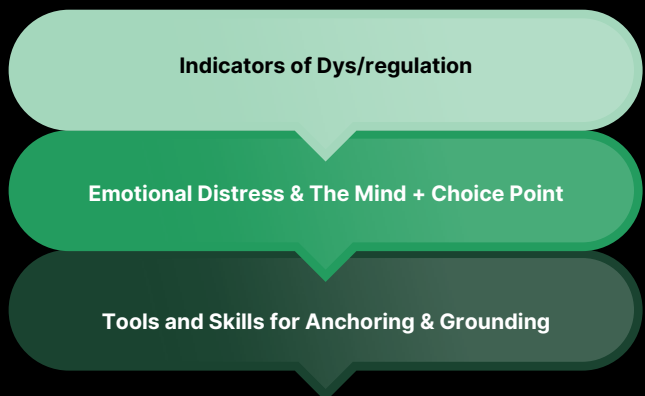 Indicators of Dys/regulation
Emotional Distress & The Mind + Choice Point
Tools and Skills for Anchoring & Grounding